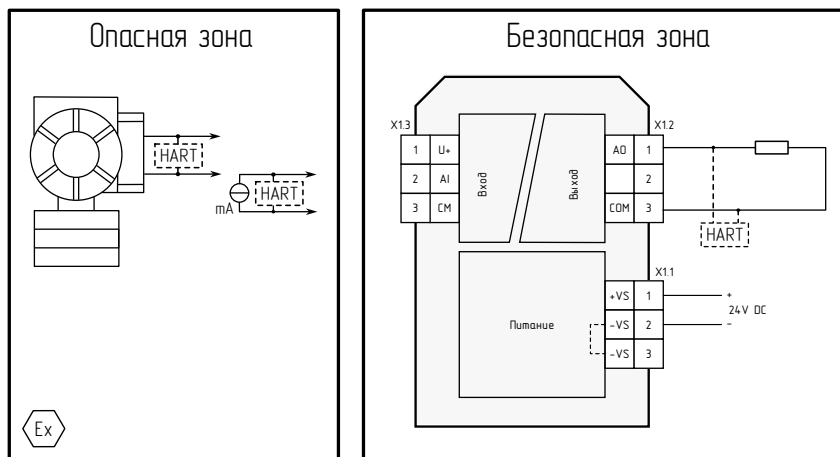 Опасная зона
HART
HART
mA
Ex
Безопасная зона
X1.3
X1.2
1 U+
2 AI
3 CM
Вход
Выход
AO 1
2
COM 3
HART
X1.1
Питание
+VS 1
-VS 2
-VS 3
+
24V DC
-